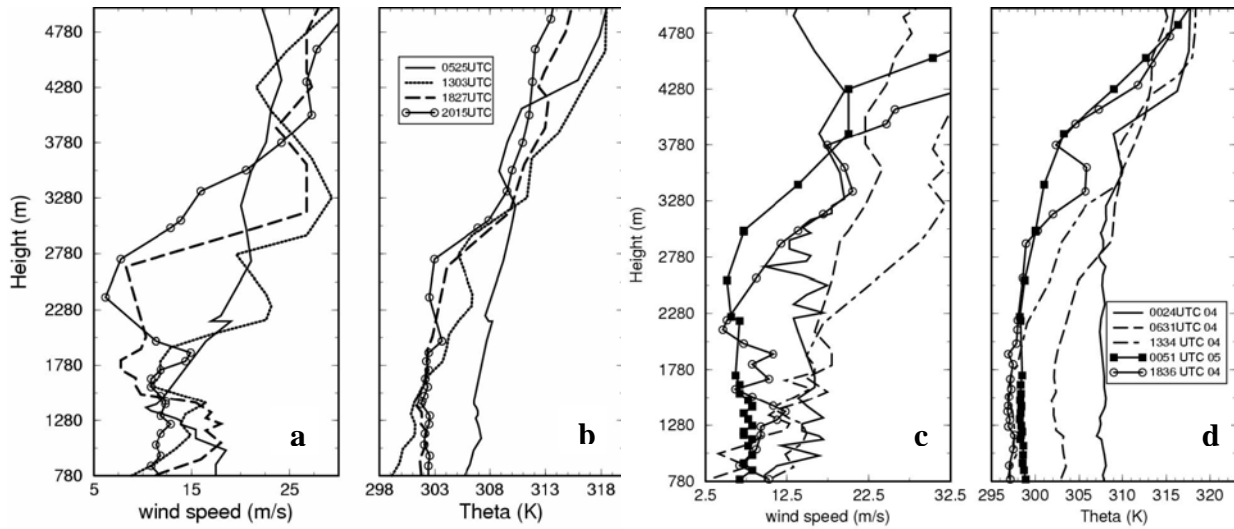 4780
4280
3780
3280
2780
2280
1780
1280
780
Height (m)
5
15
25
wind speed (m/s)
a
0525UTC
1303UTC
1827UTC
2015UTC
298
303
308
313
318
Theta (K)
b
4780
4280
3780
3280
2780
2280
1780
1280
780
Height (m)
2.5
12.5
22.5
32.5
wind speed (m/s)
c
0024UTC 04
0631UTC 04
1334 UTC 04
0051 UTC 05
1836 UTC 04
295
300
305
310
315
320
Theta (K)
d